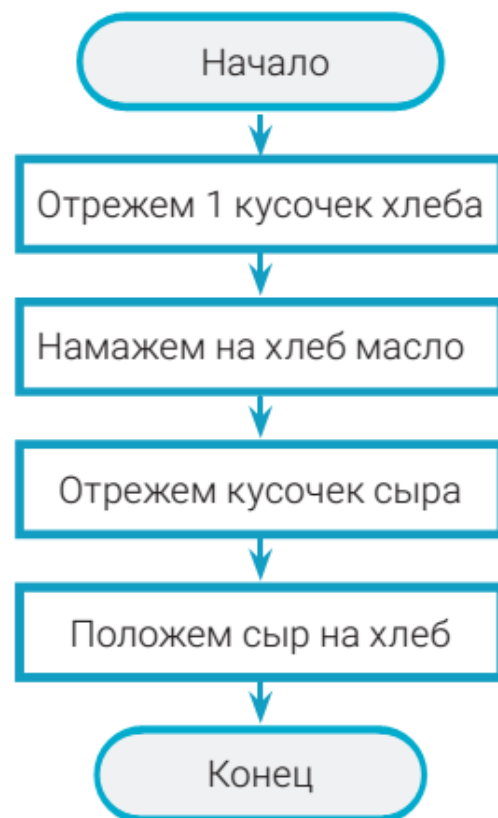 Начало
Отрежем 1 кусочек хлеба
Намажем на хлеб масло
Отрежем кусочек сыра
Положем сыр на хлеб
Конец